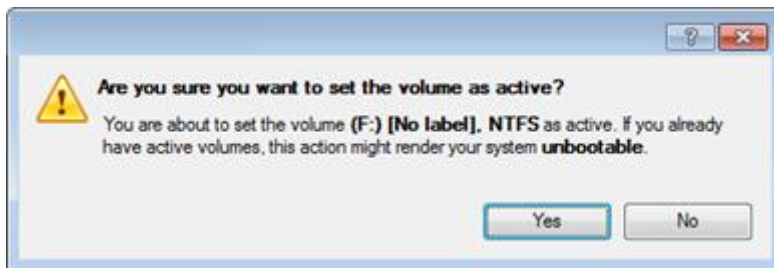 Are you sure you want to set the volume as active?
You are about to set the volume (F:) [No label], NTFS as active. If you already
have active volumes, this action might render your system unbootable.
Yes No